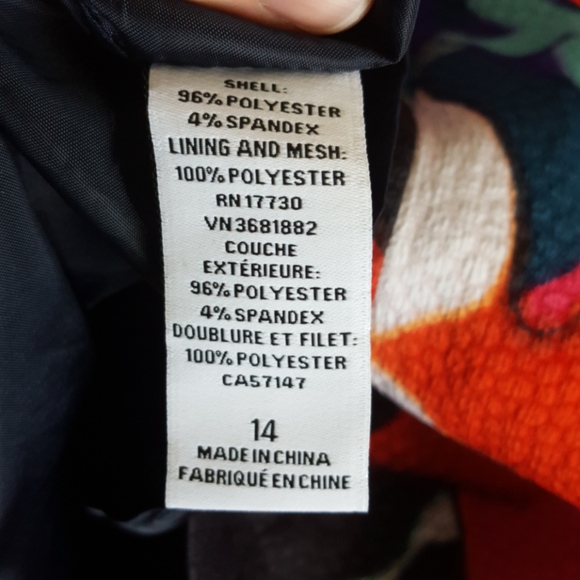 SHELL:
96% POLYESTER
4% SPANDEX
LINING AND MESH:
100% POLYESTER
RN 17730
VN 3681882
COUCHE
EXTÉRIEURE:
96% POLYESTER
4% SPANDEX
DOUBLURE ET FILET:
100% POLYESTER
CA57147
14
MADE IN CHINA
FABRIQUÉ EN CHINE